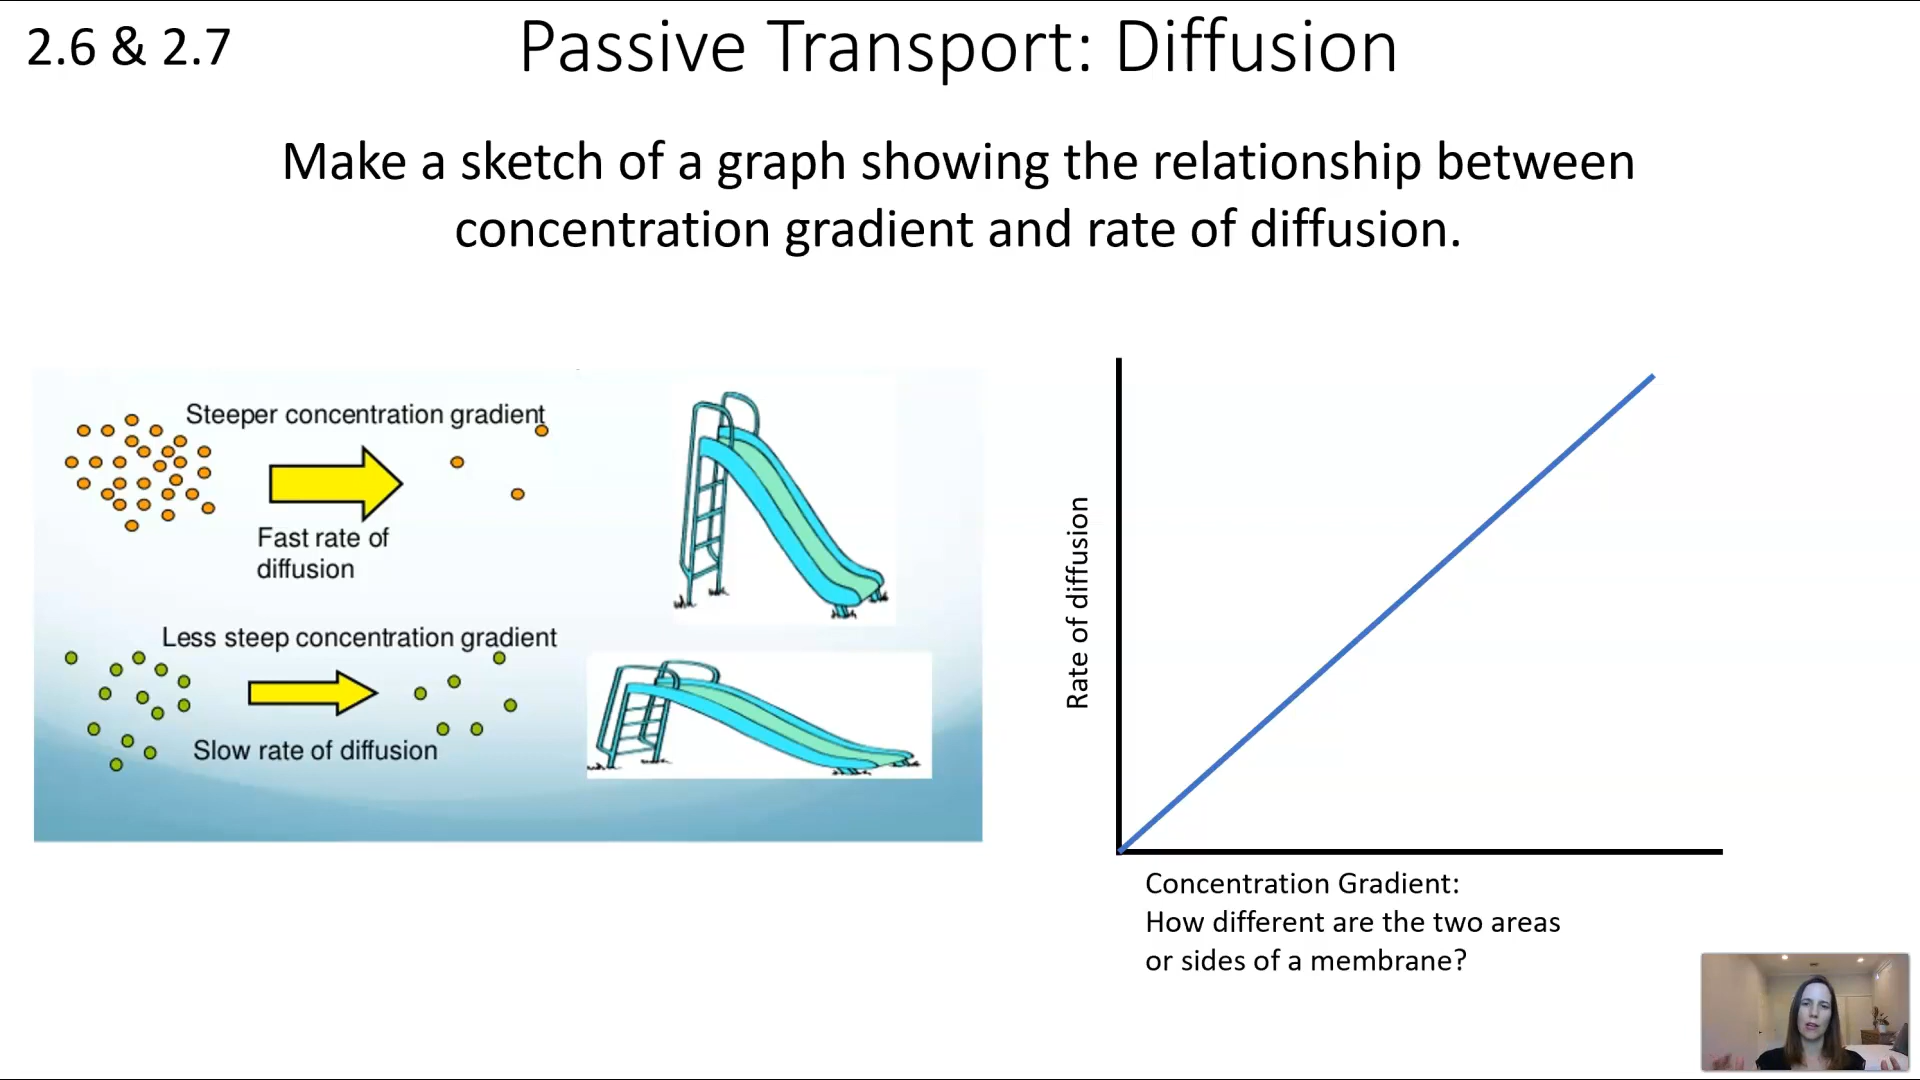 2.6 & 2.7
Passive Transport: Diffusion
Make a sketch of a graph showing the relationship between
concentration gradient and rate of diffusion.
Steeper concentration gradient
Fast rate of
diffusion
Less steep concentration gradient
Slow rate of diffusion
Rate of diffusion
Concentration Gradient:
How different are the two areas
or sides of a membrane?